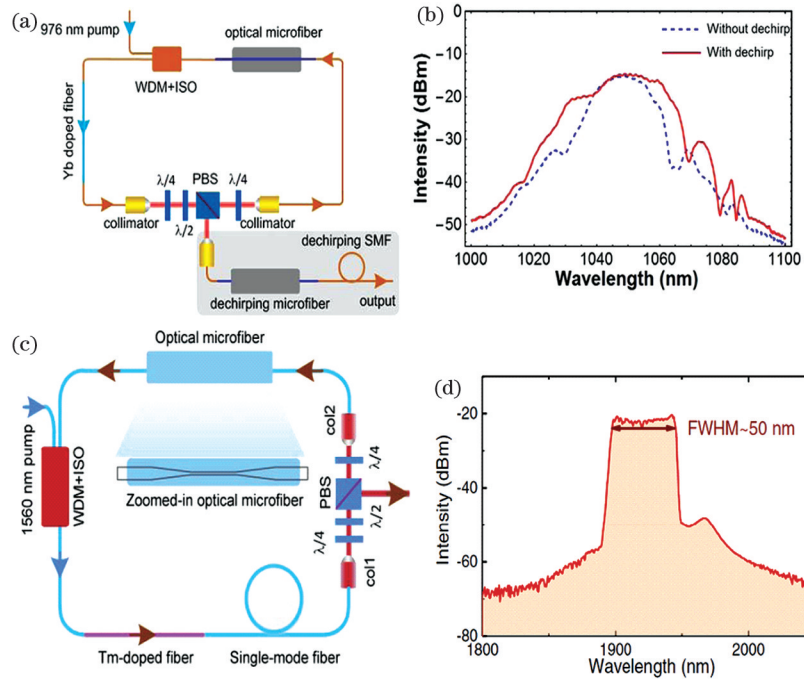 (a)
976 nm pump
optical microfiber
WDM+ISO
Yb doped fiber
λ/4
PBS
λ/4
collimator
λ/2
collimator
dechirping SMF
dechirping microfiber
output
(b)
Without dechirp
With dechirp
Intensity (dBm)
0
−10
−20
−30
−40
−50
1000
1020
1040
1060
1080
1100
Wavelength (nm)
(c)
Optical microfiber
1560 nm pump
WDM+ISO
Zoomed-in optical microfiber
col2
λ/4
PBS
λ/2
λ/4
col1
Tm-doped fiber
Single-mode fiber
(d)
Intensity (dBm)
0
-20
-40
-60
-80
FWHM~50 nm
1800
1900
2000
Wavelength (nm)